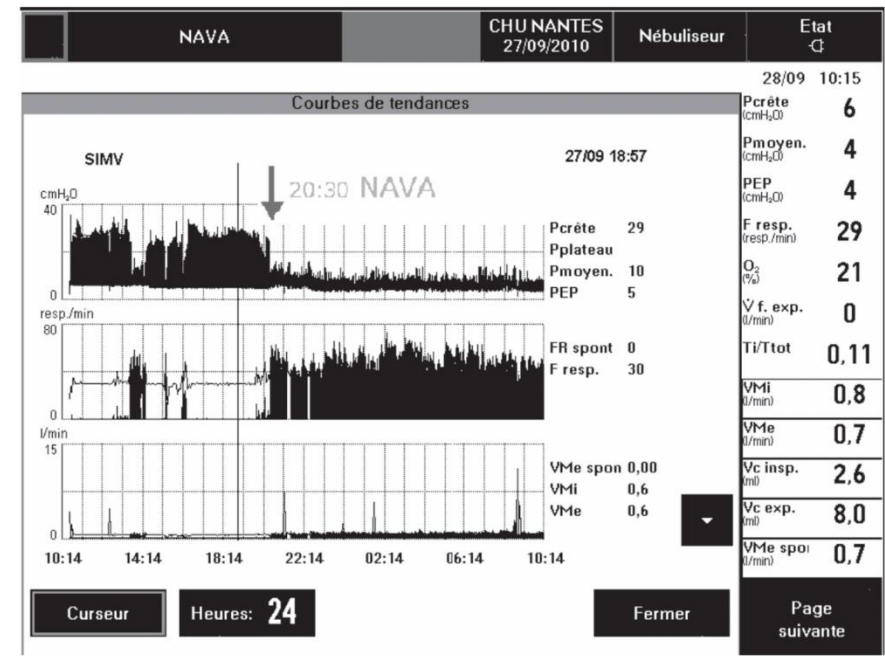 NAVA
CHU NANTES
27/09/2010
Nébuliseur
Etat
28/09 10:15
Courbes de tendances
SIMV
27/09 18:57
20:30 NAVA
cmH₂O
40
0
Pcréte 29
Pplateau
Pmoyen. 10
PEP 5
resp./min
80
0
FR spont 0
F resp. 30
l/min
15
0
VMe spon 0,00
VMi 0,6
VMe 0,6
10:14 14:14 18:14 22:14 02:14 06:14 10:14
Curseur
Heures: 24
Fermer
Pcrête
(cmH₂O)
6
Pmoyen.
(cmH₂O)
4
PEP
(cmH₂O)
4
F resp.
(resp./min)
29
O₂
(%)
21
V̇ f. exp.
(l/min)
0
Ti/Ttot
0,11
VMi
(l/min)
0,8
VMe
(l/min)
0,7
Vc insp.
(ml)
2,6
Vc exp.
(ml)
8,0
VMe spoi
(l/min)
0,7
Page
suivante